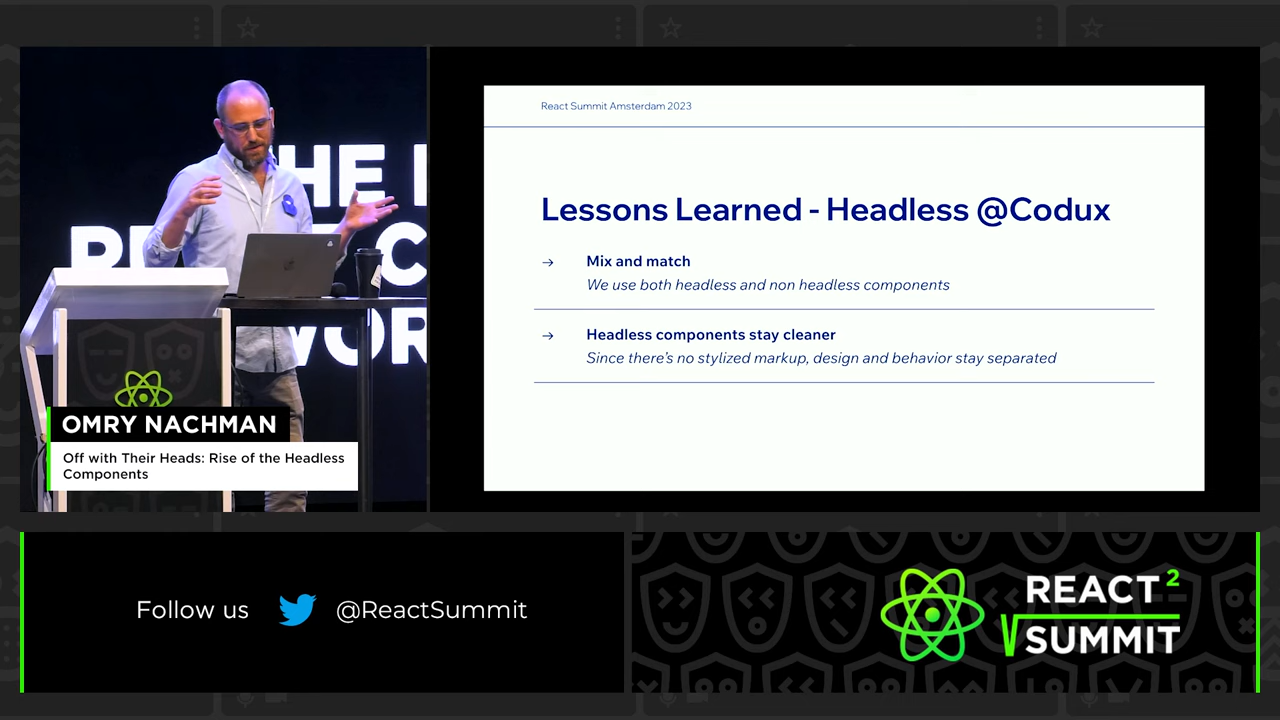 THE
React Summit Amsterdam 2023
Lessons Learned - Headless @Codux
→ Mix and match
We use both headless and non headless components
→ Headless components stay cleaner
Since there's no stylized markup, design and behavior stay separated
OMRY NACHMAN
Off with Their Heads: Rise of the Headless
Components
Follow us
@ReactSummit
REACT 2
√SUMMIT